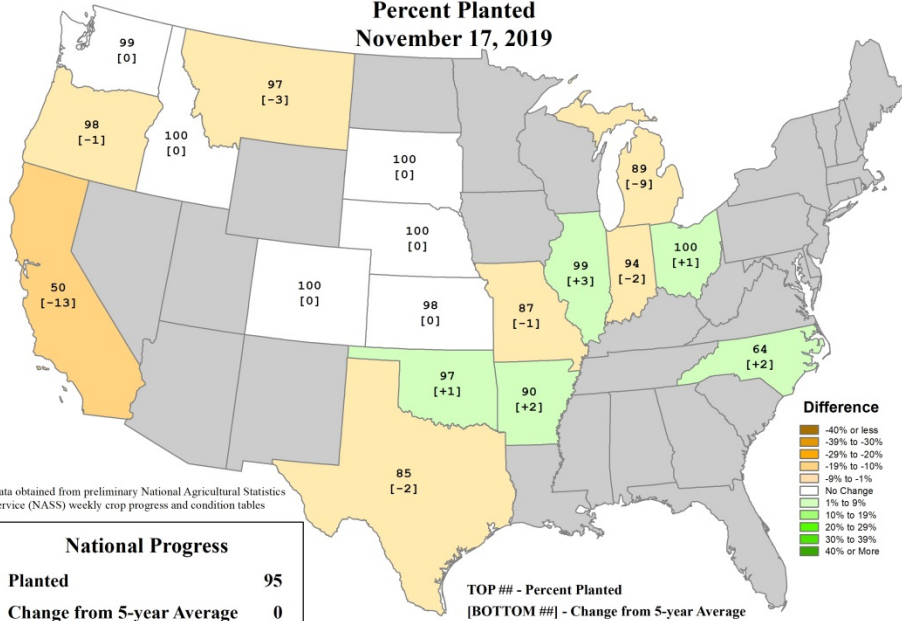 Percent Planted
November 17, 2019
99
[0]
97
[-3]
98
[-1]
100
[0]
100
[0]
89
[-9]
100
[0]
99
[+3]
94
[-2]
100
[+1]
50
[-13]
100
[0]
98
[0]
87
[-1]
64
[+2]
97
[+1]
90
[+2]
85
[-2]
Difference
-40% or less
-39% to -30%
-29% to -20%
-19% to -10%
-9% to -1%
No Change
1% to 9%
10% to 19%
20% to 29%
30% to 39%
40% or More
ata obtained from preliminary National Agricultural Statistics
ervice (NASS) weekly crop progress and condition tables
National Progress
Planted 95
Change from 5-year Average 0
TOP ## - Percent Planted
[BOTTOM ##] - Change from 5-year Average